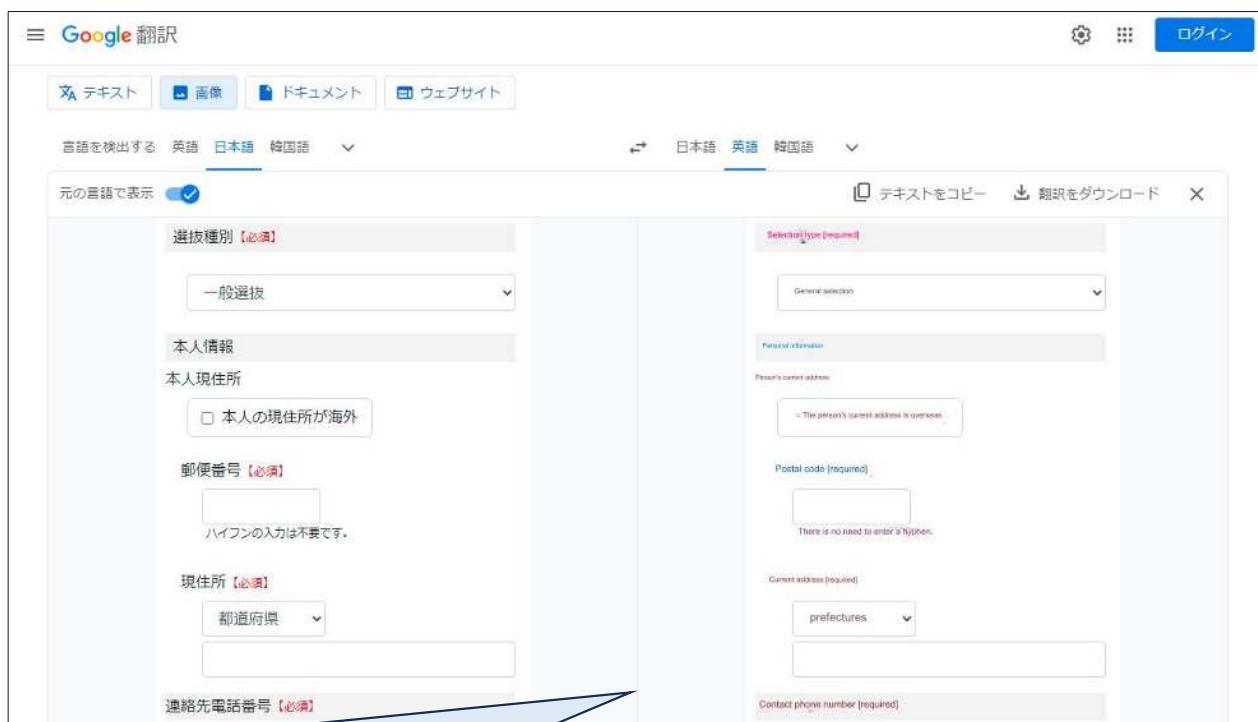 Google 翻訳
ログイン
テキスト
画像
ドキュメント
ウェブサイト
言語を検出する 英語 日本語 韓国語
日本語 英語 韓国語
元の言語で表示
テキストをコピー
翻訳をダウンロード
選抜種別【必須】
一般選抜
本人情報
本人現住所
本人の現住所が海外
郵便番号【必須】
ハイフンの入力は不要です。
現住所【必須】
都道府県
連絡先電話番号【必須】
Selection type [required]
General selection
Personal information
Person's current address
The person's current address is overseas
Postal code [required]
There is no need to enter a hyphen.
Current address [required]
prefectures
Contact phone number [required]